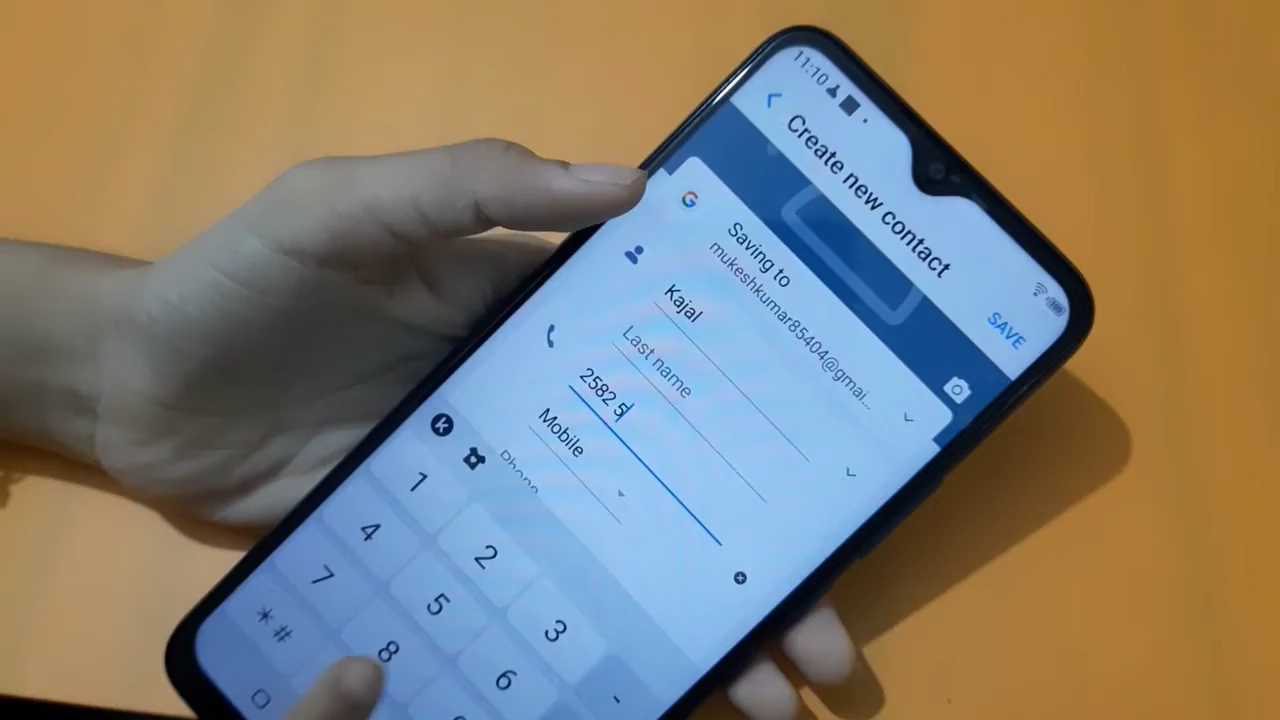 11:10
Create new contact
SAVE
G
Saving to
mukeshkumar85404@gmai...
Kajal
Last name
2582 5
Mobile
Phone
k
1 2 3
4 5 6 -
7 8
*#